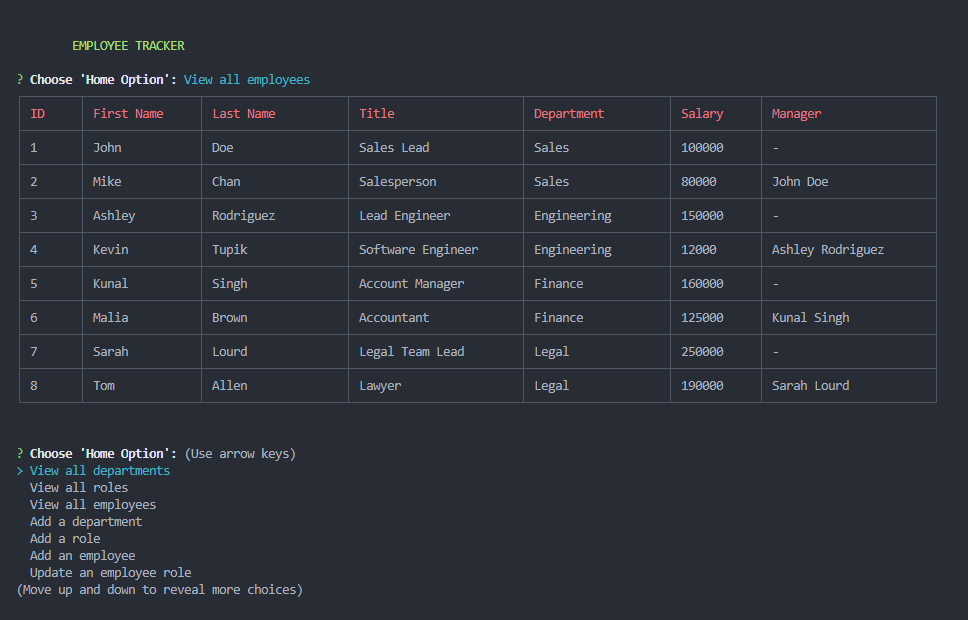 EMPLOYEE TRACKER
? Choose 'Home Option': View all employees
ID First Name Last Name Title Department Salary Manager
1 John Doe Sales Lead Sales 100000 -
2 Mike Chan Salesperson Sales 80000 John Doe
3 Ashley Rodriguez Lead Engineer Engineering 150000 -
4 Kevin Tupik Software Engineer Engineering 12000 Ashley Rodriguez
5 Kunal Singh Account Manager Finance 160000 -
6 Malia Brown Accountant Finance 125000 Kunal Singh
7 Sarah Lourd Legal Team Lead Legal 250000 -
8 Tom Allen Lawyer Legal 190000 Sarah Lourd
? Choose 'Home Option': (Use arrow keys)
> View all departments
View all roles
View all employees
Add a department
Add a role
Add an employee
Update an employee role
(Move up and down to reveal more choices)